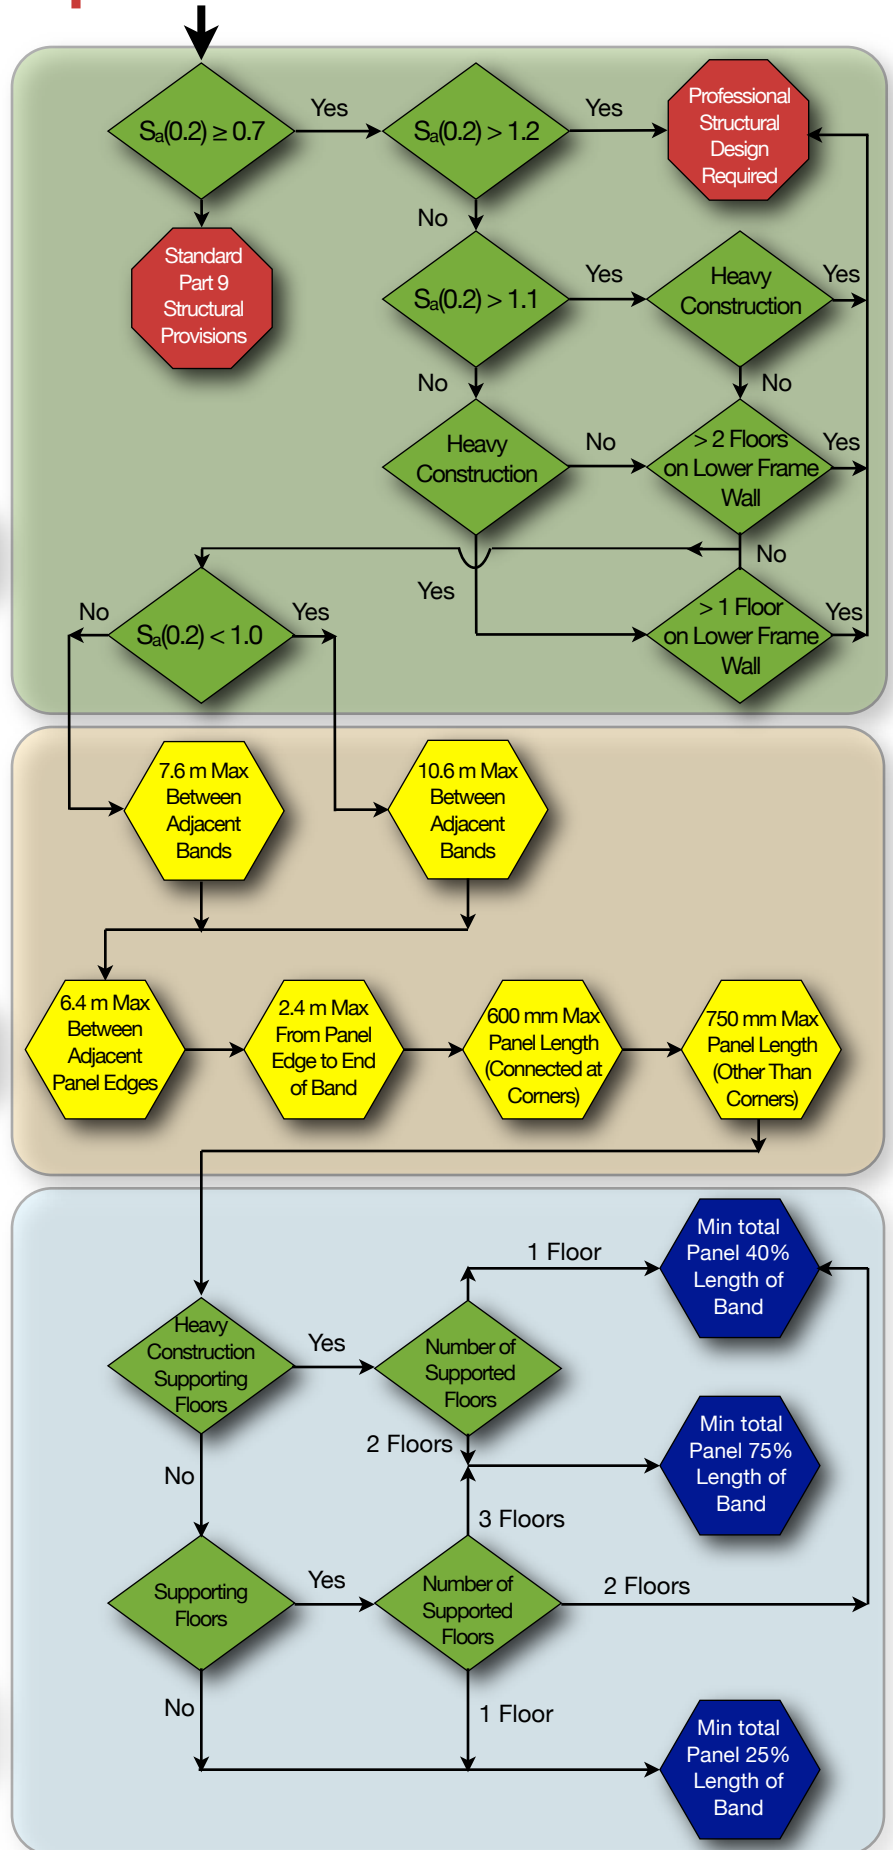 Sa(0.2) ≥ 0.7
Yes
Sa(0.2) > 1.2
Yes
Professional
Structural
Design
Required
No
Standard
Part 9
Structural
Provisions
Sa(0.2) > 1.1
Yes
Heavy
Construction
Yes
No
No
Heavy
Construction
No
> 2 Floors
on Lower Frame
Wall
Yes
No
Yes
No
Sa(0.2) < 1.0
Yes
> 1 Floor
on Lower Frame
Wall
Yes
7.6 m Max
Between
Adjacent
Bands
10.6 m Max
Between
Adjacent
Bands
6.4 m Max
Between
Adjacent
Panel Edges
2.4 m Max
From Panel
Edge to End
of Band
600 mm Max
Panel Length
(Connected at
Corners)
750 mm Max
Panel Length
(Other Than
Corners)
1 Floor
Min total
Panel 40%
Length of
Band
Heavy
Construction
Supporting
Floors
Yes
Number of
Supported
Floors
2 Floors
Min total
Panel 75%
Length of
Band
No
3 Floors
Supporting
Floors
Yes
Number of
Supported
Floors
2 Floors
No
1 Floor
Min total
Panel 25%
Length of
Band